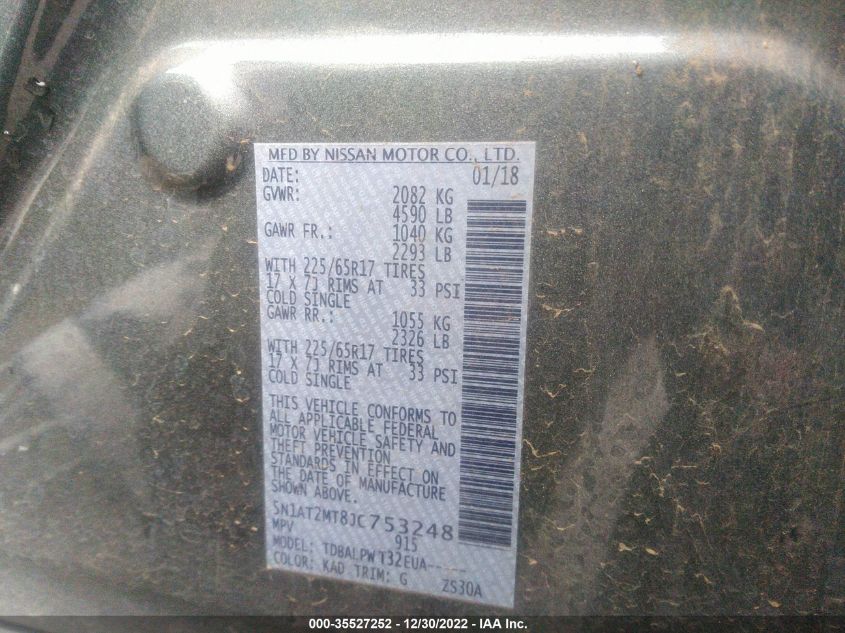 MFD BY NISSAN MOTOR CO., LTD.
DATE: 01/18
GVWR: 2082 KG
4590 LB
GAWR FR.: 1040 KG
2293 LB
WITH 225/65R17 TIRES
17 X 7J RIMS AT 33 PSI
COLD SINGLE
GAWR RR.: 1055 KG
2326 LB
WITH 225/65R17 TIRES
17 X 7J RIMS AT 33 PSI
COLD SINGLE
THIS VEHICLE CONFORMS TO
ALL APPLICABLE FEDERAL
MOTOR VEHICLE SAFETY AND
THEFT PREVENTION
STANDARDS IN EFFECT ON
THE DATE OF MANUFACTURE
SHOWN ABOVE.
5N1AT2MT8JC753248
MPV 915
MODEL: TDBALPW T32EUA-----
COLOR: KAD TRIM: G ZS30A
000-35527252 - 12/30/2022 - IAA Inc.